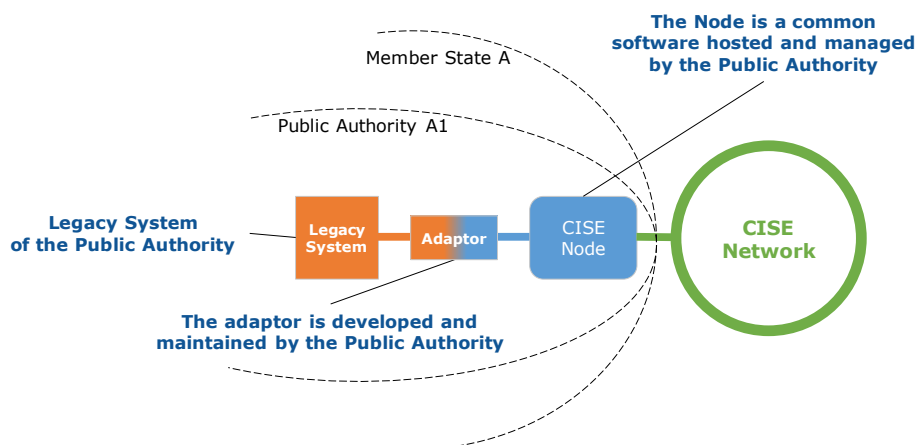 The Node is a common
software hosted and managed
by the Public Authority
Member State A
Public Authority A1
Legacy System
of the Public Authority
Legacy
System
Adaptor
CISE
Node
CISE
Network
The adaptor is developed and
maintained by the Public Authority